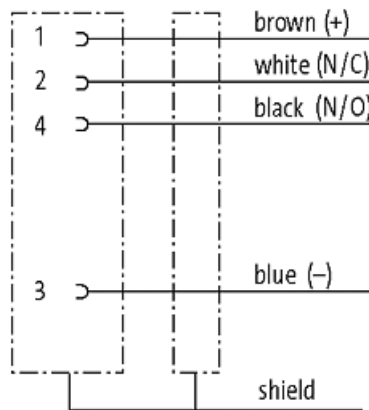 1 brown (+)
2 white (N/C)
4 black (N/O)
3 blue (–)
shield